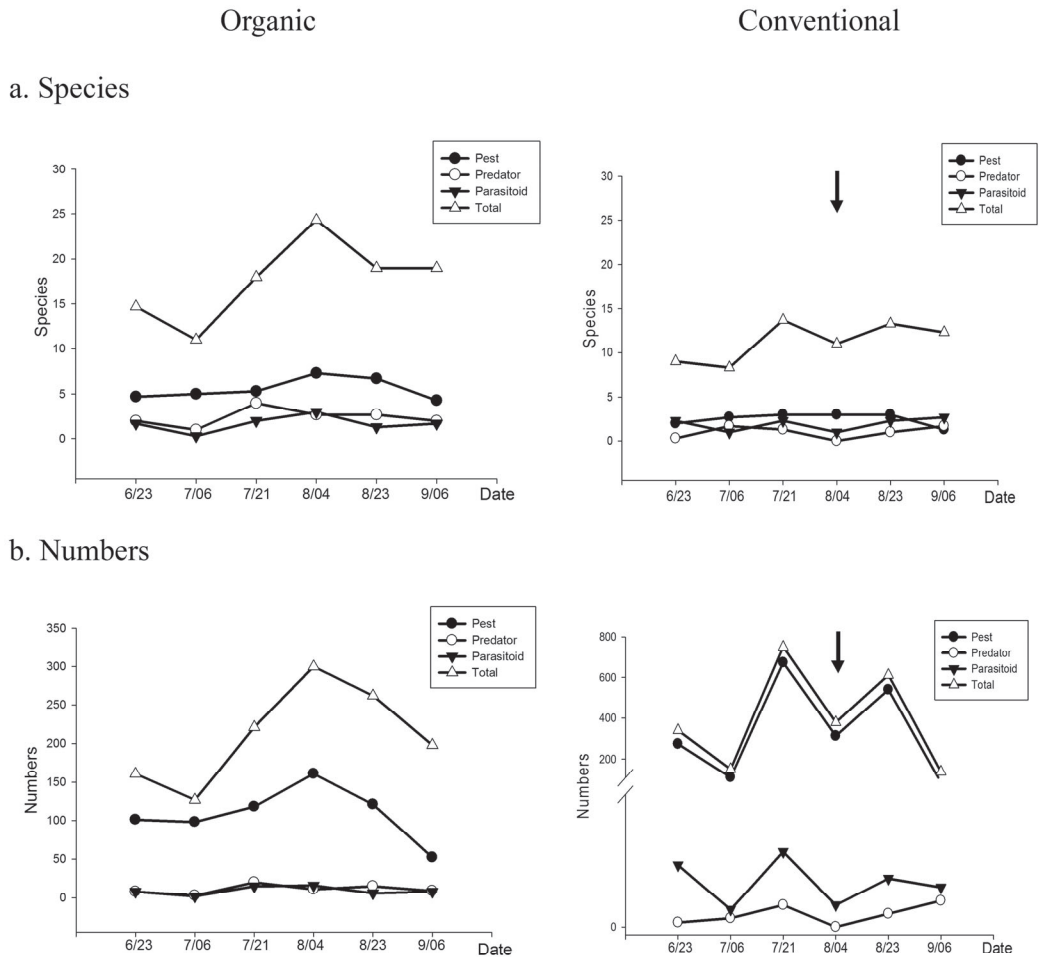 Organic
Conventional
a. Species
Pest
Predator
Parasitoid
Total
30
25
20
15
10
5
0
Species
6/23 7/06 7/21 8/04 8/23 9/06 Date
Pest
Predator
Parasitoid
Total
30
25
20
15
10
5
0
Species
6/23 7/06 7/21 8/04 8/23 9/06 Date
b. Numbers
Pest
Predator
Parasitoid
Total
350
300
250
200
150
100
50
0
Numbers
6/23 7/06 7/21 8/04 8/23 9/06 Date
Pest
Predator
Parasitoid
Total
800
600
400
200
0
Numbers
6/23 7/06 7/21 8/04 8/23 9/06 Date